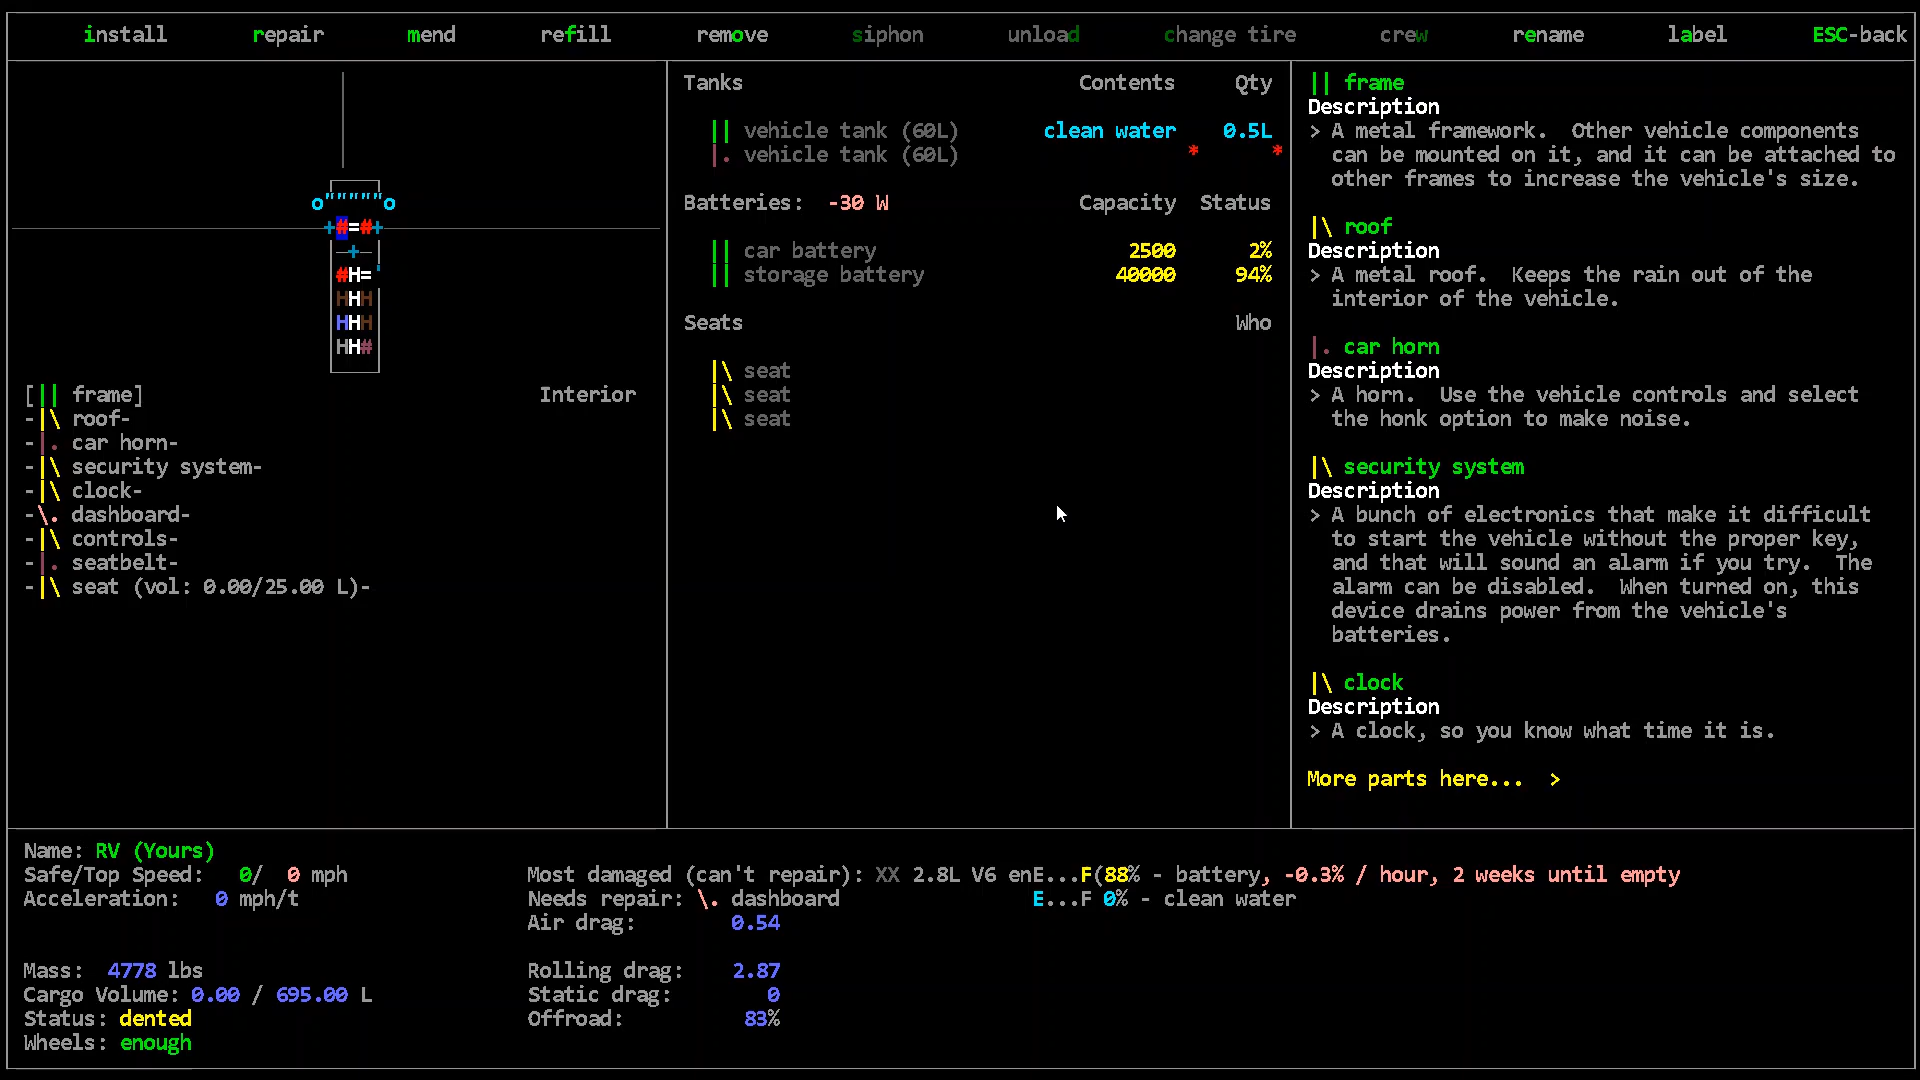 install repair mend refill remove siphon unload change tire crew rename label ESC-back
Tanks Contents Qty
|| vehicle tank (60L) clean water 0.5L
|. vehicle tank (60L) * *
Batteries: -30 W Capacity Status
|| car battery 2500 2%
|| storage battery 40000 94%
Seats Who
|\ seat
|\ seat
|\ seat
o"""""o
+#=#+
+
#H='
HHH
HHH
HH#
[|| frame] Interior
-|\ roof-
-|. car horn-
-|\ security system-
-|\ clock-
-\. dashboard-
-|\ controls-
-|. seatbelt-
-|\ seat (vol: 0.00/25.00 L)-
|| frame
Description
> A metal framework.  Other vehicle components
can be mounted on it, and it can be attached to
other frames to increase the vehicle's size.
|\ roof
Description
> A metal roof.  Keeps the rain out of the
interior of the vehicle.
|. car horn
Description
> A horn.  Use the vehicle controls and select
the honk option to make noise.
|\ security system
Description
> A bunch of electronics that make it difficult
to start the vehicle without the proper key,
and that will sound an alarm if you try.  The
alarm can be disabled.  When turned on, this
device drains power from the vehicle's
batteries.
|\ clock
Description
> A clock, so you know what time it is.
More parts here...  >
Name: RV (Yours)
Safe/Top Speed: 0/ 0 mph
Acceleration: 0 mph/t
Mass: 4778 lbs
Cargo Volume: 0.00 / 695.00 L
Status: dented
Wheels: enough
Most damaged (can't repair): XX 2.8L V6 enE...F(88% - battery, -0.3% / hour, 2 weeks until empty
Needs repair: \. dashboard E...F 0% - clean water
Air drag: 0.54
Rolling drag: 2.87
Static drag: 0
Offroad: 83%